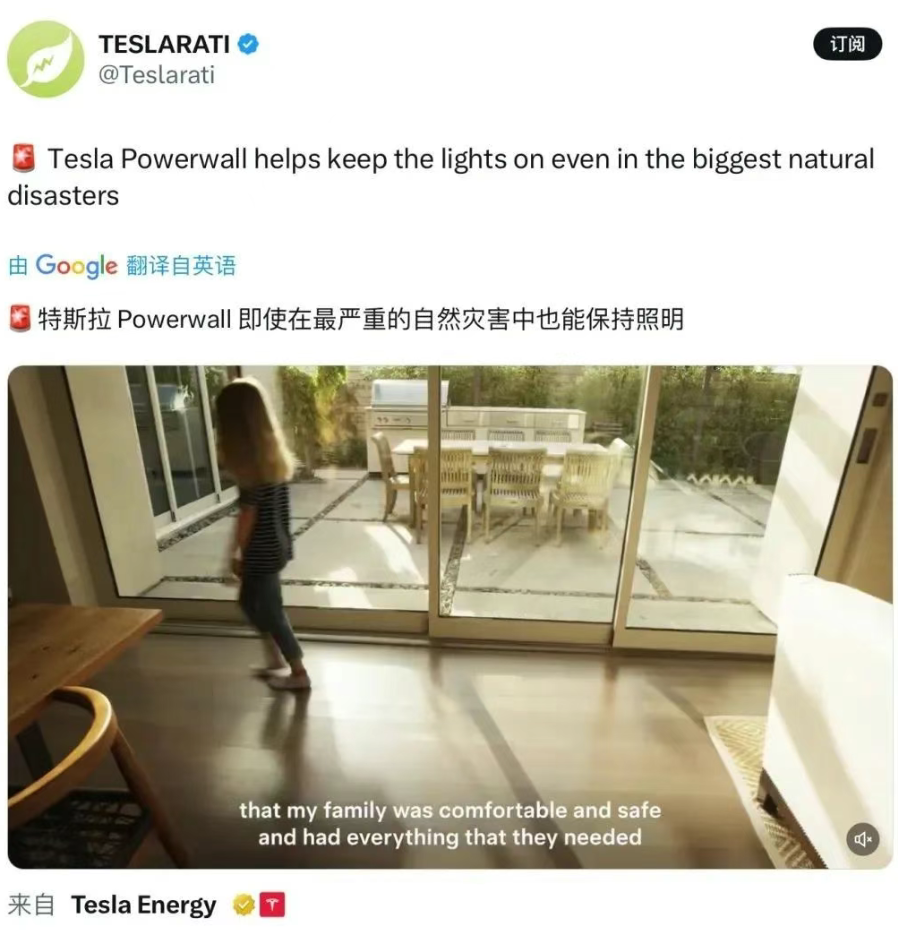 TESLARATI
@Teslarati
订阅
🚨 Tesla Powerwall helps keep the lights on even in the biggest natural
disasters
由 Google 翻译自英语
🚨 特斯拉 Powerwall 即使在最严重的自然灾害中也能保持照明
that my family was comfortable and safe
and had everything that they needed
来自 Tesla Energy